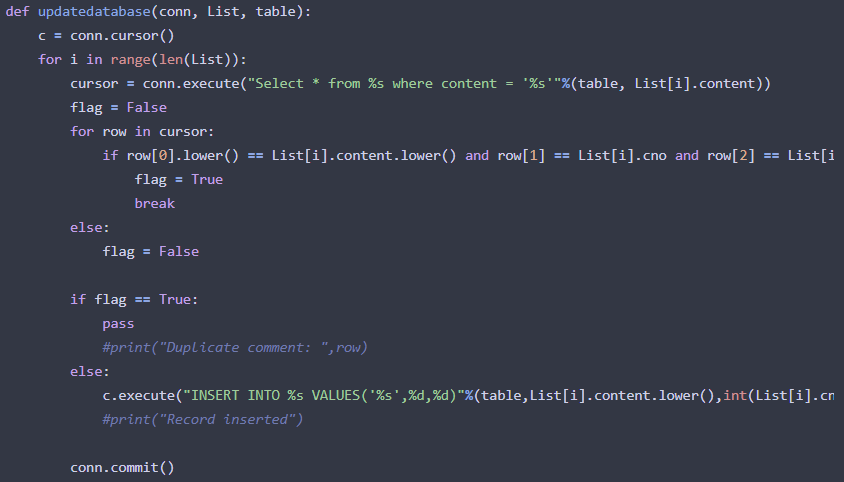 def updatedatabase(conn, List, table):
    c = conn.cursor()
    for i in range(len(List)):
        cursor = conn.execute("Select * from %s where content = '%s'"%(table, List[i].content))
        flag = False
        for row in cursor:
            if row[0].lower() == List[i].content.lower() and row[1] == List[i].cno and row[2] == List[i
                flag = True
                break
        else:
            flag = False
        if flag == True:
            pass
            #print("Duplicate comment: ",row)
        else:
            c.execute("INSERT INTO %s VALUES('%s',%d,%d)"%(table,List[i].content.lower(),int(List[i].cn
            #print("Record inserted")
        conn.commit()